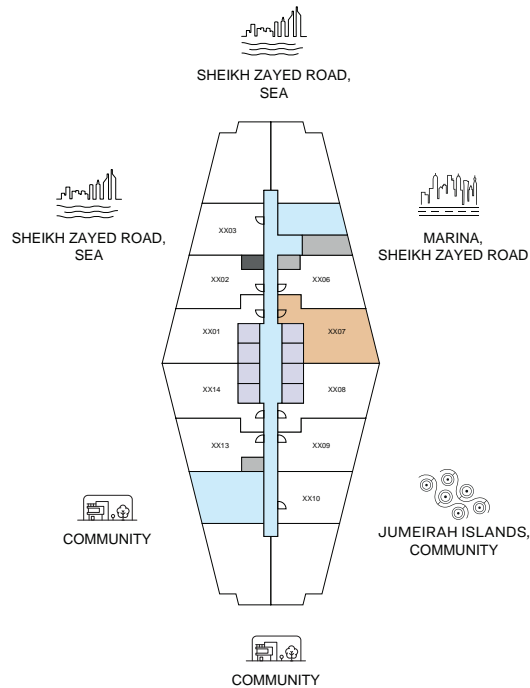 SHEIKH ZAYED ROAD,
SEA
SHEIKH ZAYED ROAD,
SEA
MARINA,
SHEIKH ZAYED ROAD
XX03
XX02
XX06
XX01
XX07
XX14
XX08
XX13
XX09
XX10
COMMUNITY
JUMEIRAH ISLANDS,
COMMUNITY
COMMUNITY